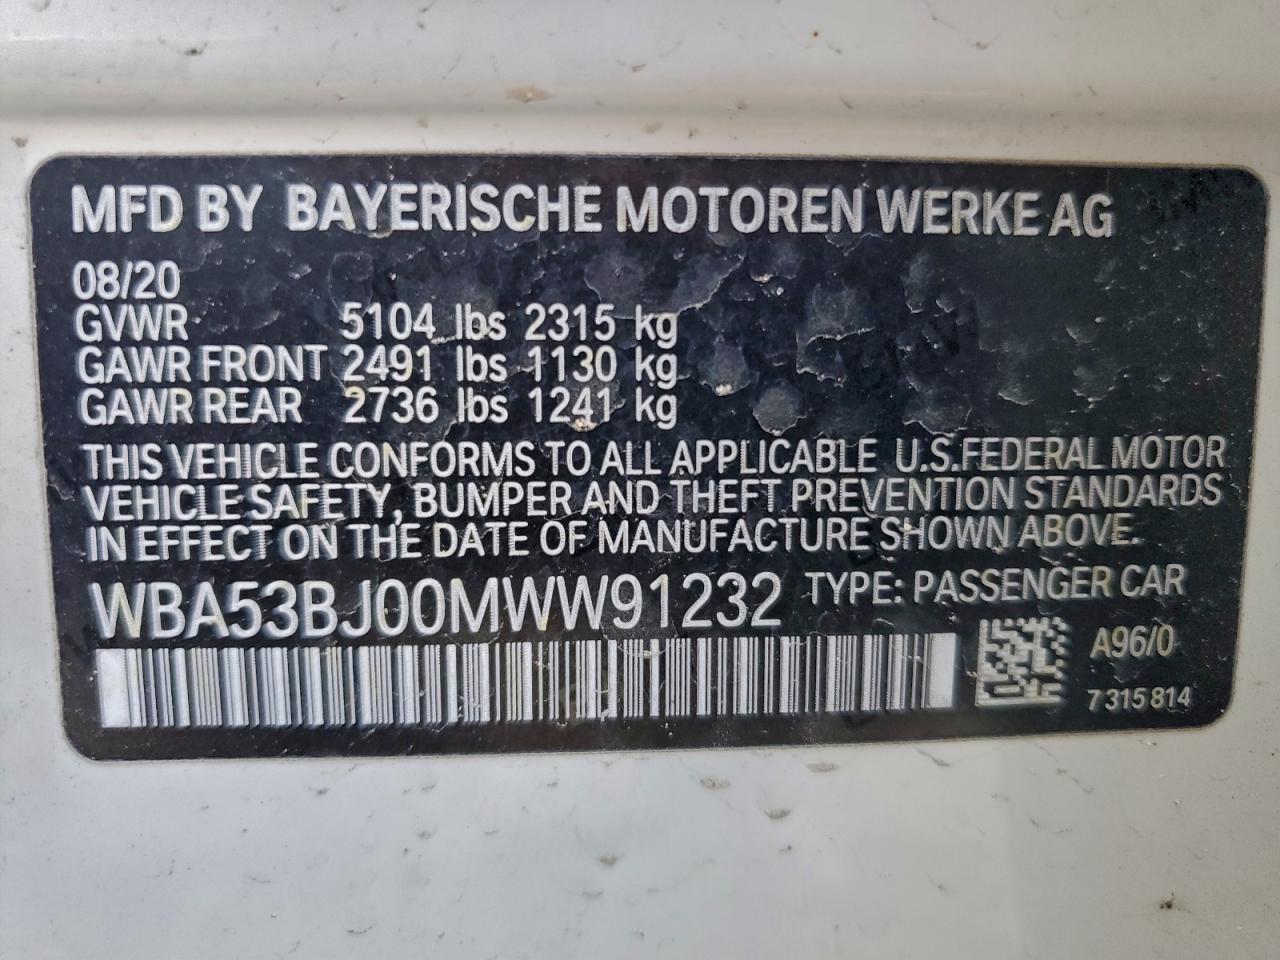 MFD BY BAYERISCHE MOTOREN WERKE AG
08/20
GVWR 5104 lbs 2315 kg
GAWR FRONT 2491 lbs 1130 kg
GAWR REAR 2736 lbs 1241 kg
THIS VEHICLE CONFORMS TO ALL APPLICABLE U.S.FEDERAL MOTOR
VEHICLE SAFETY, BUMPER AND THEFT PREVENTION STANDARDS
IN EFFECT ON THE DATE OF MANUFACTURE SHOWN ABOVE.
WBA53BJ00MWW91232 TYPE: PASSENGER CAR
A96/0
7 315 814